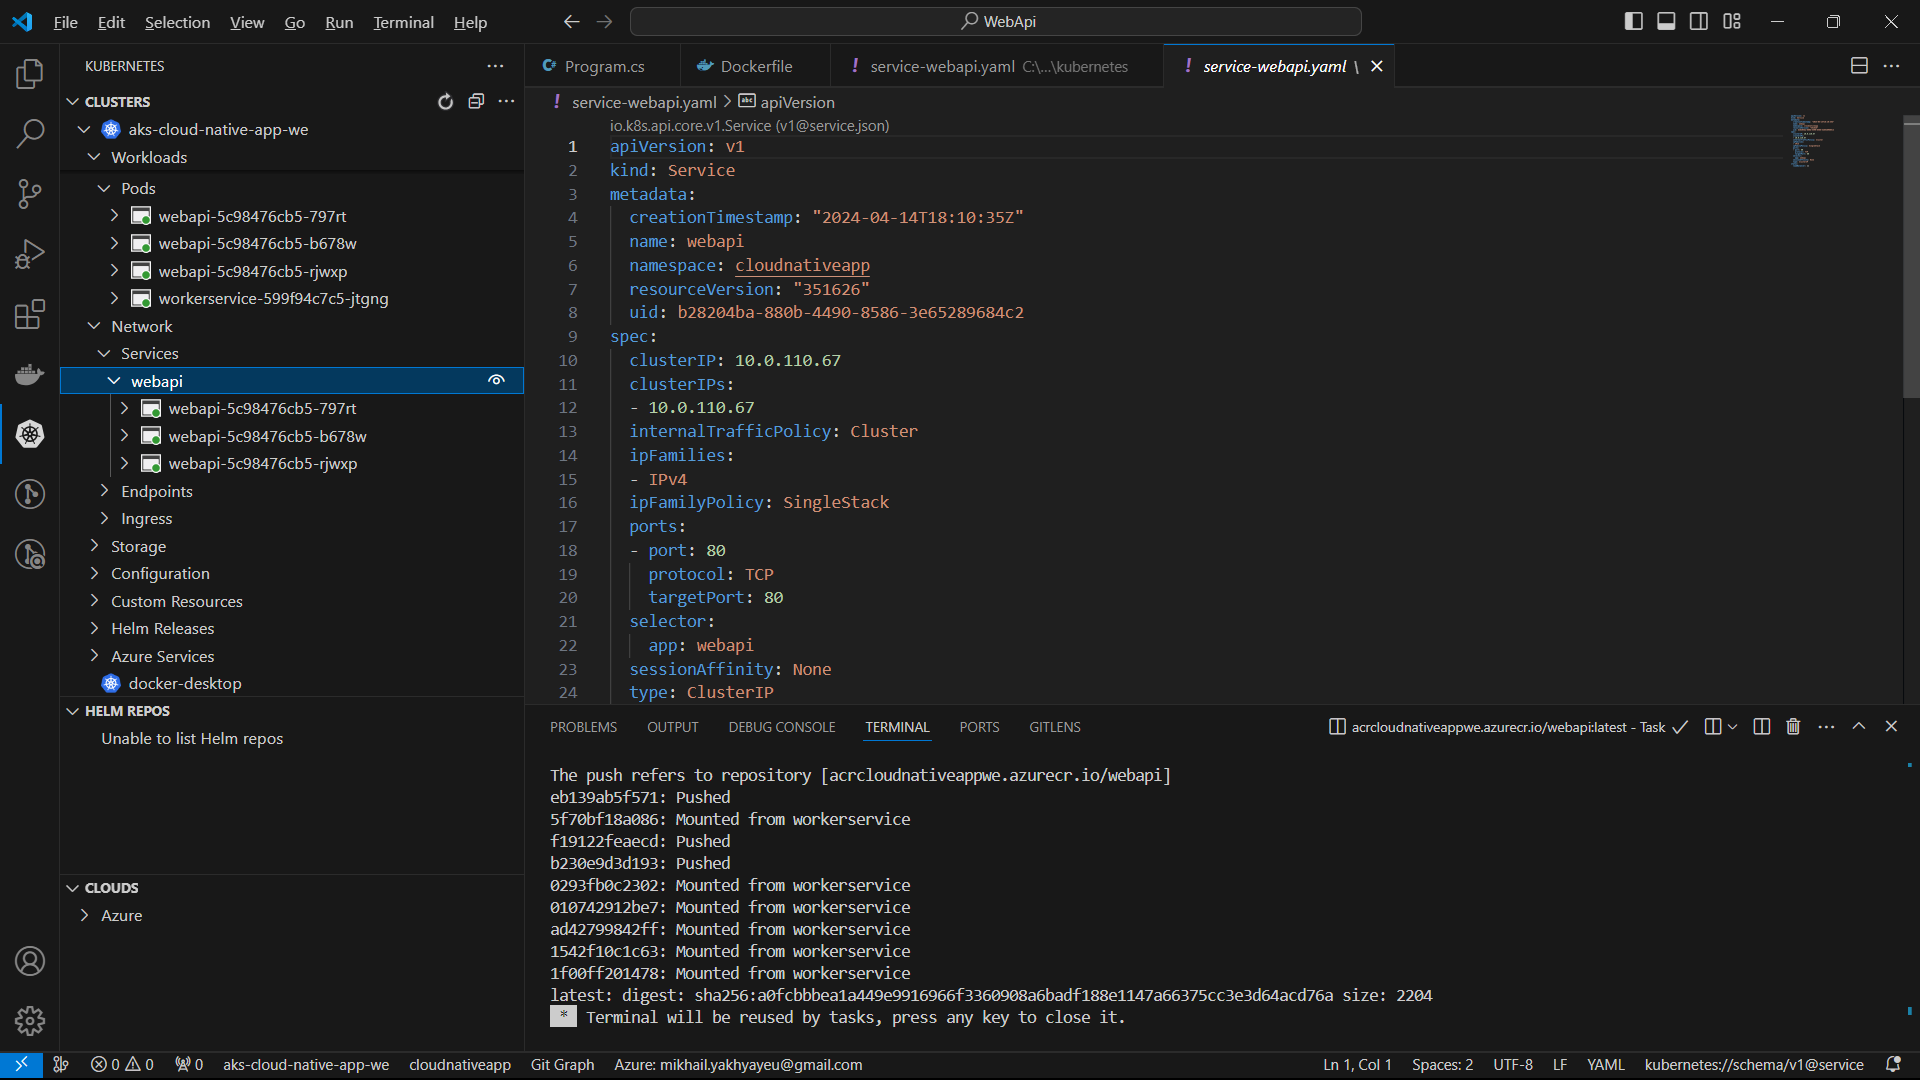 File Edit Selection View Go Run Terminal Help
WebApi
KUBERNETES
CLUSTERS
aks-cloud-native-app-we
Workloads
Pods
webapi-5c98476cb5-797rt
webapi-5c98476cb5-b678w
webapi-5c98476cb5-rjwxp
workerservice-599f94c7c5-jtgng
Network
Services
webapi
webapi-5c98476cb5-797rt
webapi-5c98476cb5-b678w
webapi-5c98476cb5-rjwxp
Endpoints
Ingress
Storage
Configuration
Custom Resources
Helm Releases
Azure Services
docker-desktop
HELM REPOS
Unable to list Helm repos
CLOUDS
Azure
Program.cs Dockerfile ! service-webapi.yaml C:\...\kubernetes ! service-webapi.yaml \
! service-webapi.yaml > apiVersion
io.k8s.api.core.v1.Service (v1@service.json)
1 apiVersion: v1
2 kind: Service
3 metadata:
4 creationTimestamp: "2024-04-14T18:10:35Z"
5 name: webapi
6 namespace: cloudnativeapp
7 resourceVersion: "351626"
8 uid: b28204ba-880b-4490-8586-3e65289684c2
9 spec:
10 clusterIP: 10.0.110.67
11 clusterIPs:
12 - 10.0.110.67
13 internalTrafficPolicy: Cluster
14 ipFamilies:
15 - IPv4
16 ipFamilyPolicy: SingleStack
17 ports:
18 - port: 80
19 protocol: TCP
20 targetPort: 80
21 selector:
22 app: webapi
23 sessionAffinity: None
24 type: ClusterIP
PROBLEMS OUTPUT DEBUG CONSOLE TERMINAL PORTS GITLENS
acrcloudnativeappwe.azurecr.io/webapi:latest - Task
The push refers to repository [acrcloudnativeappwe.azurecr.io/webapi]
eb139ab5f571: Pushed
5f70bf18a086: Mounted from workerservice
f19122feaecd: Pushed
b230e9d3d193: Pushed
0293fb0c2302: Mounted from workerservice
010742912be7: Mounted from workerservice
ad42799842ff: Mounted from workerservice
1542f10c1c63: Mounted from workerservice
1f00ff201478: Mounted from workerservice
latest: digest: sha256:a0fcbbbea1a449e9916966f3360908a6badf188e1147a66375cc3e3d64acd76a size: 2204
* Terminal will be reused by tasks, press any key to close it.
0 0 0 aks-cloud-native-app-we cloudnativeapp Git Graph Azure: mikhail.yakhyayeu@gmail.com Ln 1, Col 1 Spaces: 2 UTF-8 LF YAML kubernetes://schema/v1@service